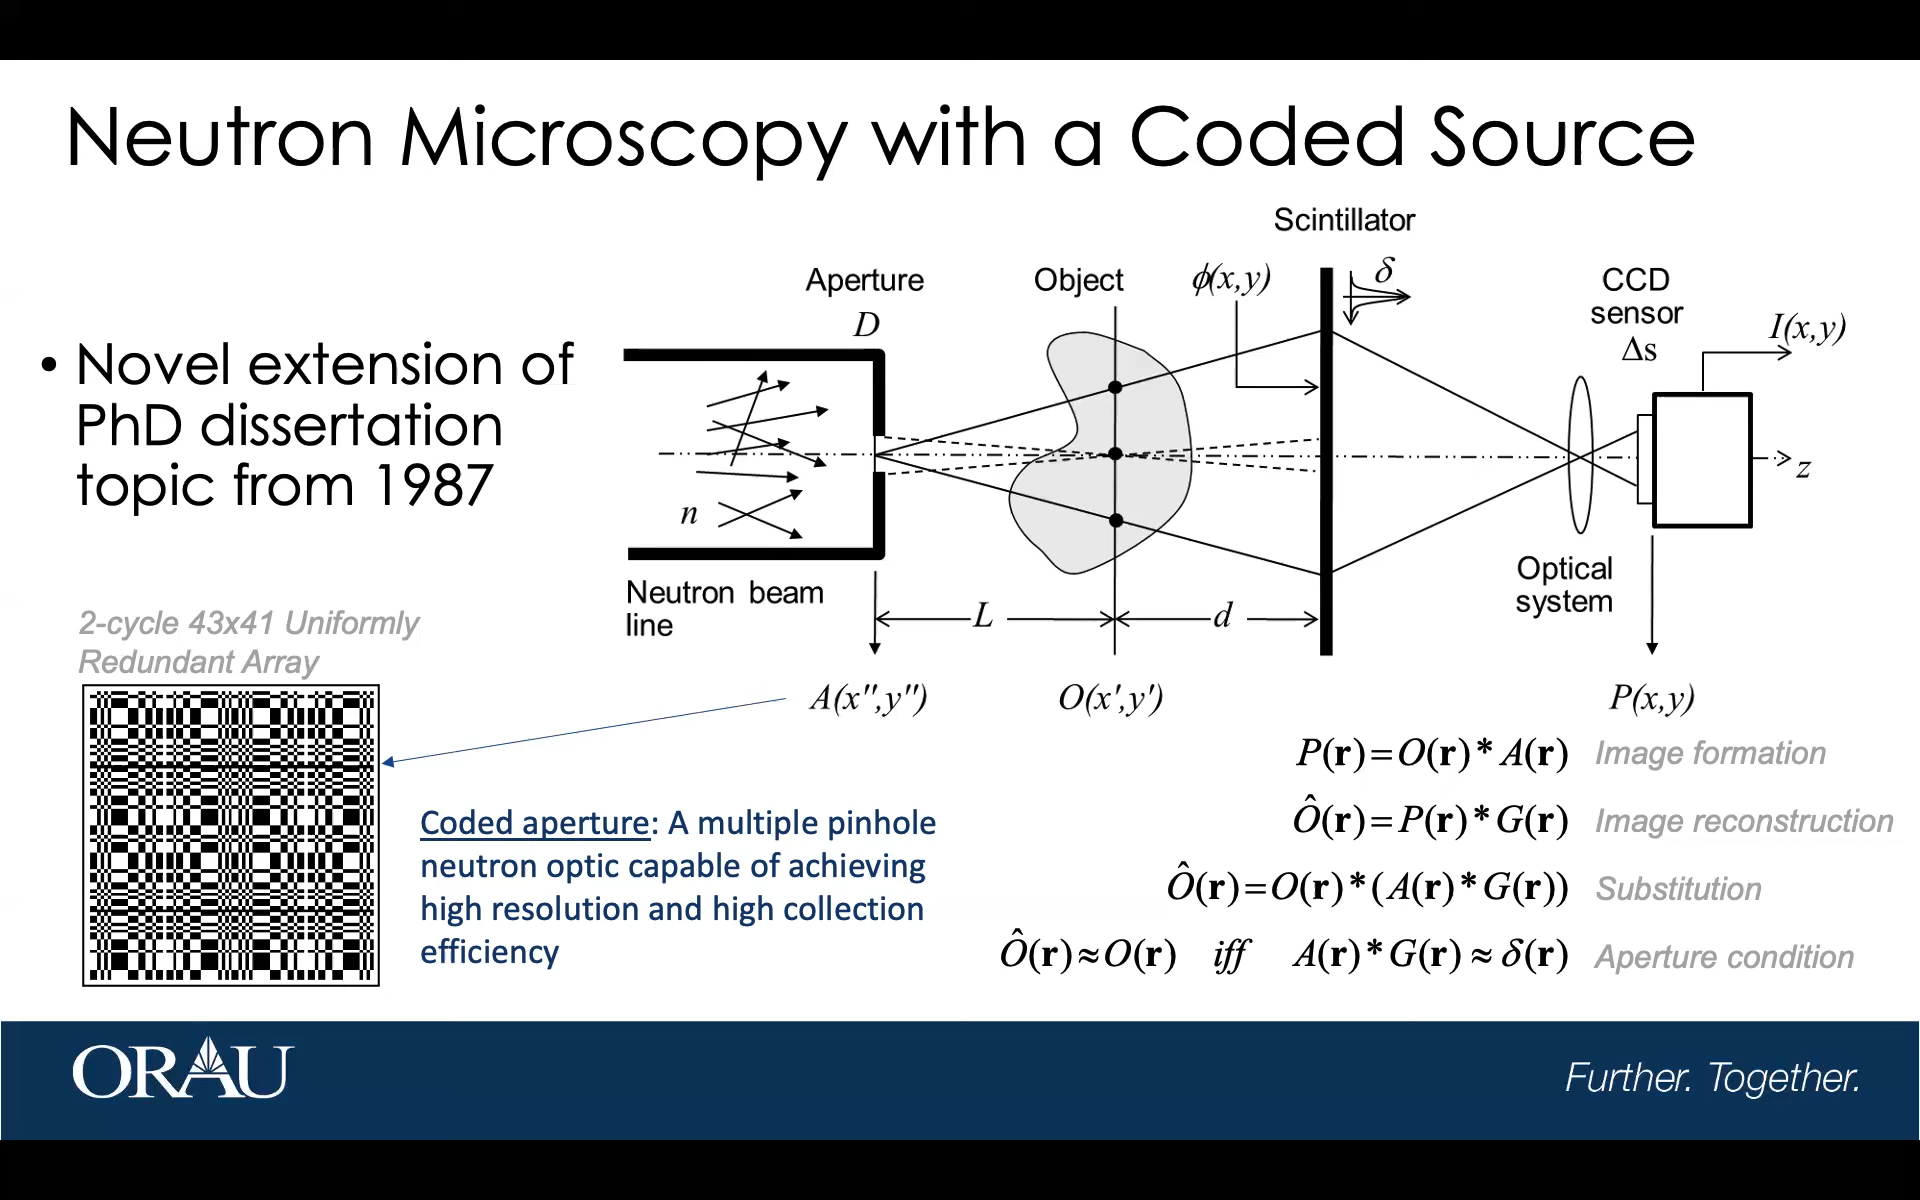 Neutron Microscopy with a Coded Source
• Novel extension of
PhD dissertation
topic from 1987
Scintillator
Aperture
D
Object
ϕ(x,y)
δ
CCD
sensor
Δs
I(x,y)
n
z
Neutron beam
line
L
d
Optical
system
A(x",y")
O(x',y')
P(x,y)
2-cycle 43x41 Uniformly
Redundant Array
Coded aperture: A multiple pinhole
neutron optic capable of achieving
high resolution and high collection
efficiency
P(r)=O(r)*A(r) Image formation
Ô(r)=P(r)*G(r) Image reconstruction
Ô(r)=O(r)*(A(r)*G(r)) Substitution
Ô(r)≈O(r) iff A(r)*G(r)≈δ(r) Aperture condition
ORAU
Further. Together.